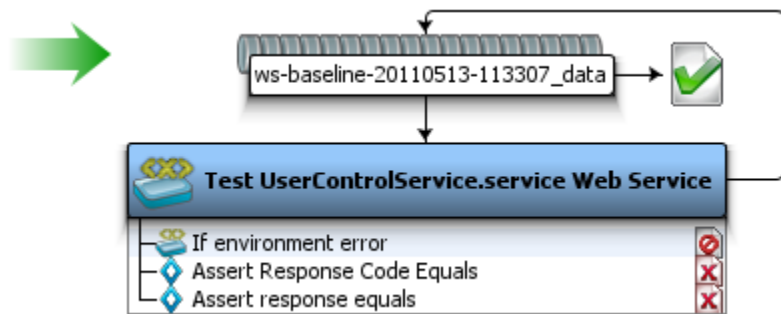 ws-baseline-20110513-113307_data
Test UserControlService.service Web Service
If environment error
Assert Response Code Equals
Assert response equals